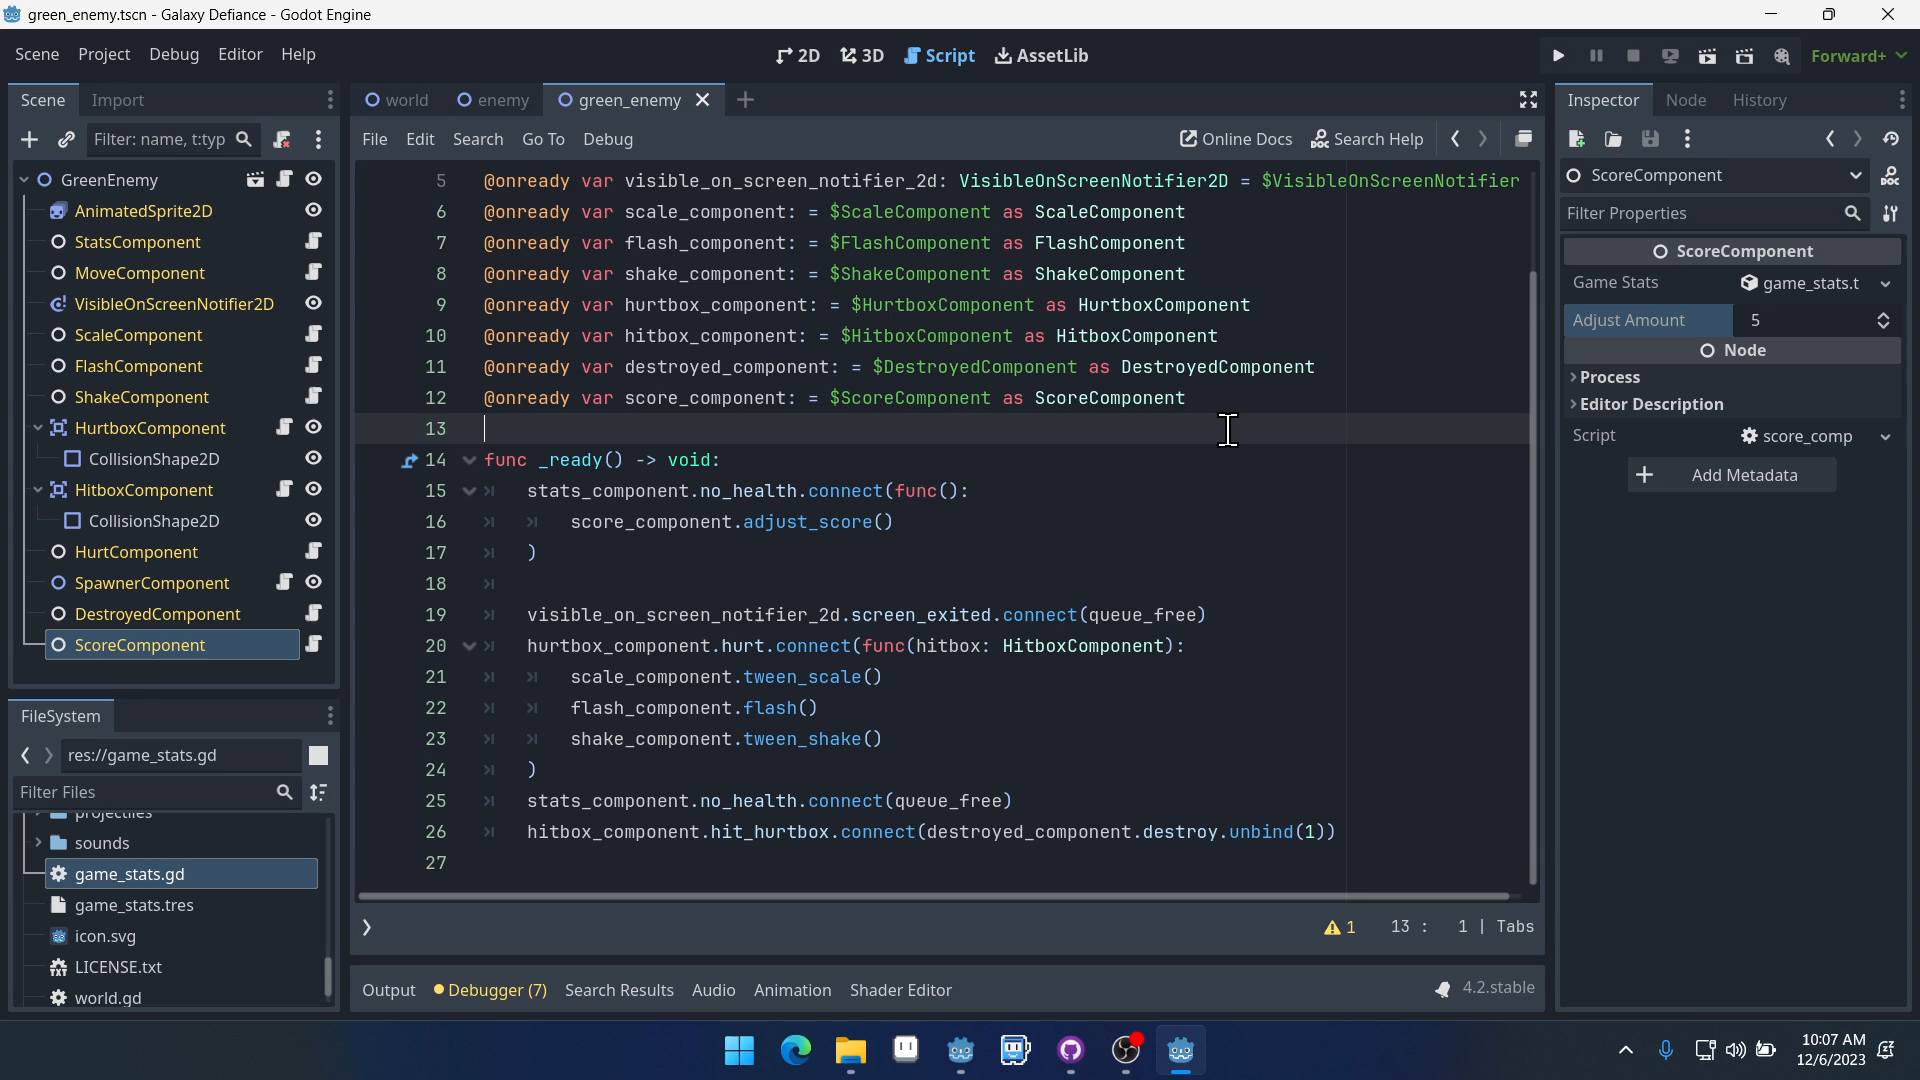 green_enemy.tscn - Galaxy Defiance - Godot Engine
Scene Project Debug Editor Help
2D 3D Script AssetLib
Forward+
Scene Import
Filter: name, t:typ
GreenEnemy
AnimatedSprite2D
StatsComponent
MoveComponent
VisibleOnScreenNotifier2D
ScaleComponent
FlashComponent
ShakeComponent
HurtboxComponent
CollisionShape2D
HitboxComponent
CollisionShape2D
HurtComponent
SpawnerComponent
DestroyedComponent
ScoreComponent
FileSystem
res://game_stats.gd
Filter Files
projectiles
sounds
game_stats.gd
game_stats.tres
icon.svg
LICENSE.txt
world.gd
world enemy green_enemy
File Edit Search Go To Debug
Online Docs Search Help
5 @onready var visible_on_screen_notifier_2d: VisibleOnScreenNotifier2D = $VisibleOnScreenNotifier
6 @onready var scale_component: = $ScaleComponent as ScaleComponent
7 @onready var flash_component: = $FlashComponent as FlashComponent
8 @onready var shake_component: = $ShakeComponent as ShakeComponent
9 @onready var hurtbox_component: = $HurtboxComponent as HurtboxComponent
10 @onready var hitbox_component: = $HitboxComponent as HitboxComponent
11 @onready var destroyed_component: = $DestroyedComponent as DestroyedComponent
12 @onready var score_component: = $ScoreComponent as ScoreComponent
13
14 func _ready() -> void:
15 stats_component.no_health.connect(func():
16 score_component.adjust_score()
17 )
18
19 visible_on_screen_notifier_2d.screen_exited.connect(queue_free)
20 hurtbox_component.hurt.connect(func(hitbox: HitboxComponent):
21 scale_component.tween_scale()
22 flash_component.flash()
23 shake_component.tween_shake()
24 )
25 stats_component.no_health.connect(queue_free)
26 hitbox_component.hit_hurtbox.connect(destroyed_component.destroy.unbind(1))
27
1 13 : 1 | Tabs
Output Debugger (7) Search Results Audio Animation Shader Editor
4.2.stable
Inspector Node History
ScoreComponent
Filter Properties
ScoreComponent
Game Stats game_stats.t
Adjust Amount 5
Node
Process
Editor Description
Script score_comp
Add Metadata
10:07 AM
12/6/2023